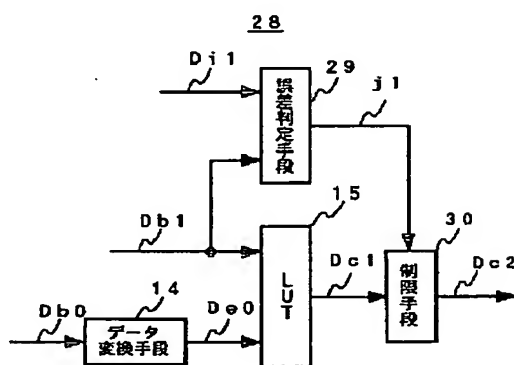 28
Di1
29
j1
誤差判定手段
Db1
15
30
LUT
Dc1
制限手段
Dc2
Db0
14
De0
データ
変換手段